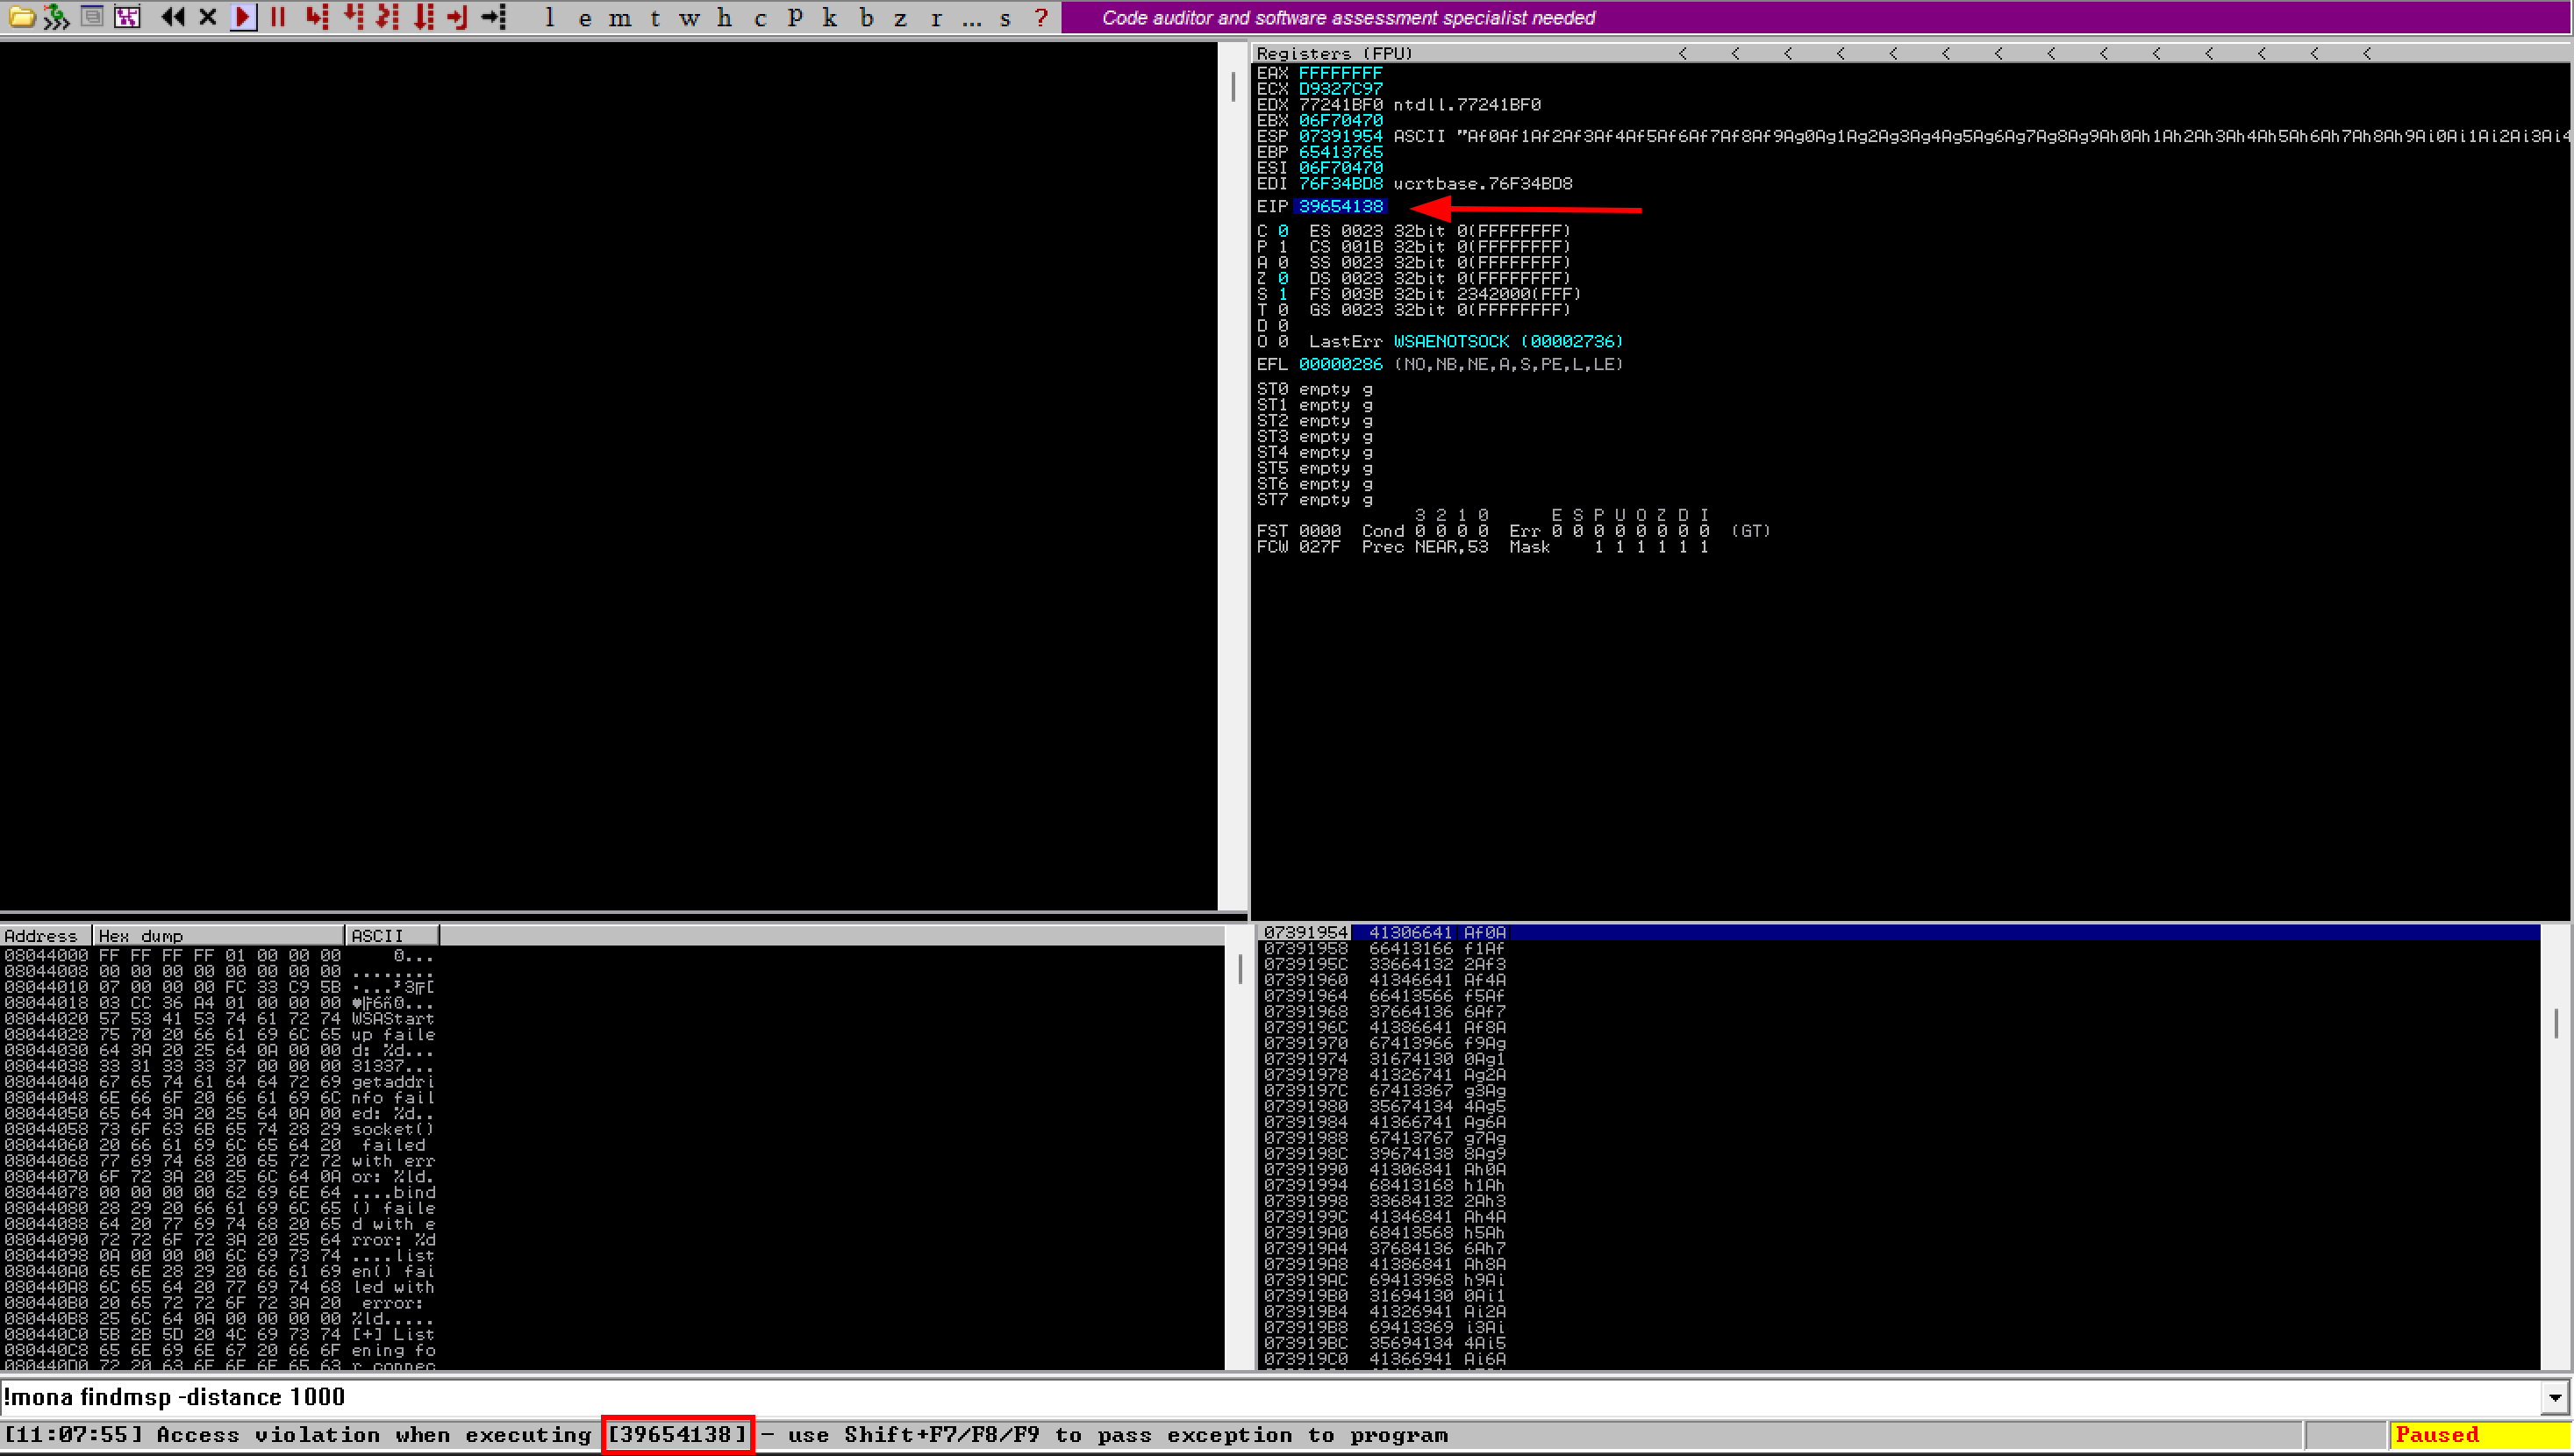 l e m t w h c P k b z r ... s ?
Code auditor and software assessment specialist needed
Registers (FPU) < < < < < < < < < < < < < <
EAX FFFFFFFF
ECX D9327C97
EDX 77241BF0 ntdll.77241BF0
EBX 06F70470
ESP 07391954 ASCII "Af0Af1Af2Af3Af4Af5Af6Af7Af8Af9Ag0Ag1Ag2Ag3Ag4Ag5Ag6Ag7Ag8Ag9Ah0Ah1Ah2Ah3Ah4Ah5Ah6Ah7Ah8Ah9Ai0Ai1Ai2Ai3Ai4
EBP 65413765
ESI 06F70470
EDI 76F34BD8 ucrtbase.76F34BD8
EIP 39654138
C 0 ES 0023 32bit 0(FFFFFFFF)
P 1 CS 001B 32bit 0(FFFFFFFF)
A 0 SS 0023 32bit 0(FFFFFFFF)
Z 0 DS 0023 32bit 0(FFFFFFFF)
S 1 FS 003B 32bit 2342000(FFF)
T 0 GS 0023 32bit 0(FFFFFFFF)
D 0
O 0 LastErr WSAENOTSOCK (00002736)
EFL 00000286 (NO,NB,NE,A,S,PE,L,LE)
ST0 empty g
ST1 empty g
ST2 empty g
ST3 empty g
ST4 empty g
ST5 empty g
ST6 empty g
ST7 empty g
3 2 1 0 E S P U O Z D I
FST 0000 Cond 0 0 0 0 Err 0 0 0 0 0 0 0 0 (GT)
FCW 027F Prec NEAR,53 Mask 1 1 1 1 1 1
Address Hex dump ASCII
08044000 FF FF FF FF 01 00 00 00 0...
08044008 00 00 00 00 00 00 00 00 ........
08044010 07 00 00 00 FC 33 C9 5B
08044018 03 CC 36 A4 01 00 00 00
08044020 57 53 41 53 74 61 72 74 WSAStart
08044028 75 70 20 66 61 69 6C 65 up faile
08044030 64 3A 20 25 64 0A 00 00 d: %d...
08044038 33 31 33 33 37 00 00 00 31337...
08044040 67 65 74 61 64 64 72 69 getaddri
08044048 6E 66 6F 20 66 61 69 6C nfo fail
08044050 65 64 3A 20 25 64 0A 00 ed: %d..
08044058 73 6F 63 6B 65 74 28 29 socket()
08044060 20 66 61 69 6C 65 64 20 failed
08044068 77 69 74 68 20 65 72 72 with err
08044070 6F 72 3A 20 25 6C 64 0A or: %ld.
08044078 00 00 00 00 62 69 6E 64 ....bind
08044080 28 29 20 66 61 69 6C 65 () faile
08044088 64 20 77 69 74 68 20 65 d with e
08044090 72 72 6F 72 3A 20 25 64 rror: %d
08044098 0A 00 00 00 6C 69 73 74 ....list
080440A0 65 6E 28 29 20 66 61 69 en() fai
080440A8 6C 65 64 20 77 69 74 68 led with
080440B0 20 65 72 72 6F 72 3A 20 error:
080440B8 25 6C 64 0A 00 00 00 00 %ld.....
080440C0 5B 2B 5D 20 4C 69 73 74 [+] List
080440C8 65 6E 69 6E 67 20 66 6F ening fo
080440D0 72 20 63 6F 6E 6E 65 63 r connec
07391954 41306641 Af0A
07391958 66413166 f1Af
0739195C 33664132 2Af3
07391960 41346641 Af4A
07391964 66413566 f5Af
07391968 37664136 6Af7
0739196C 41386641 Af8A
07391970 67413966 f9Ag
07391974 31674130 0Ag1
07391978 41326741 Ag2A
0739197C 67413367 g3Ag
07391980 35674134 4Ag5
07391984 41366741 Ag6A
07391988 67413767 g7Ag
0739198C 39674138 8Ag9
07391990 41306841 Ah0A
07391994 68413168 h1Ah
07391998 33684132 2Ah3
0739199C 41346841 Ah4A
073919A0 68413568 h5Ah
073919A4 37684136 6Ah7
073919A8 41386841 Ah8A
073919AC 69413968 h9Ai
073919B0 31694130 0Ai1
073919B4 41326941 Ai2A
073919B8 69413369 i3Ai
073919BC 35694134 4Ai5
073919C0 41366941 Ai6A
!mona findmsp -distance 1000
[11:07:55] Access violation when executing [39654138] - use Shift+F7/F8/F9 to pass exception to program
Paused